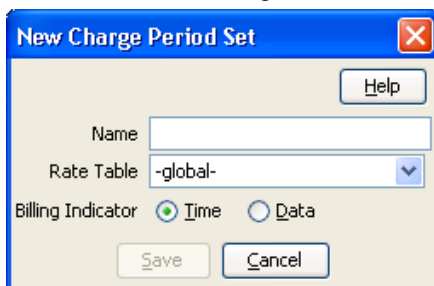 New Charge Period Set
Help
Name
Rate Table -global-
Billing Indicator Time Data
Save Cancel